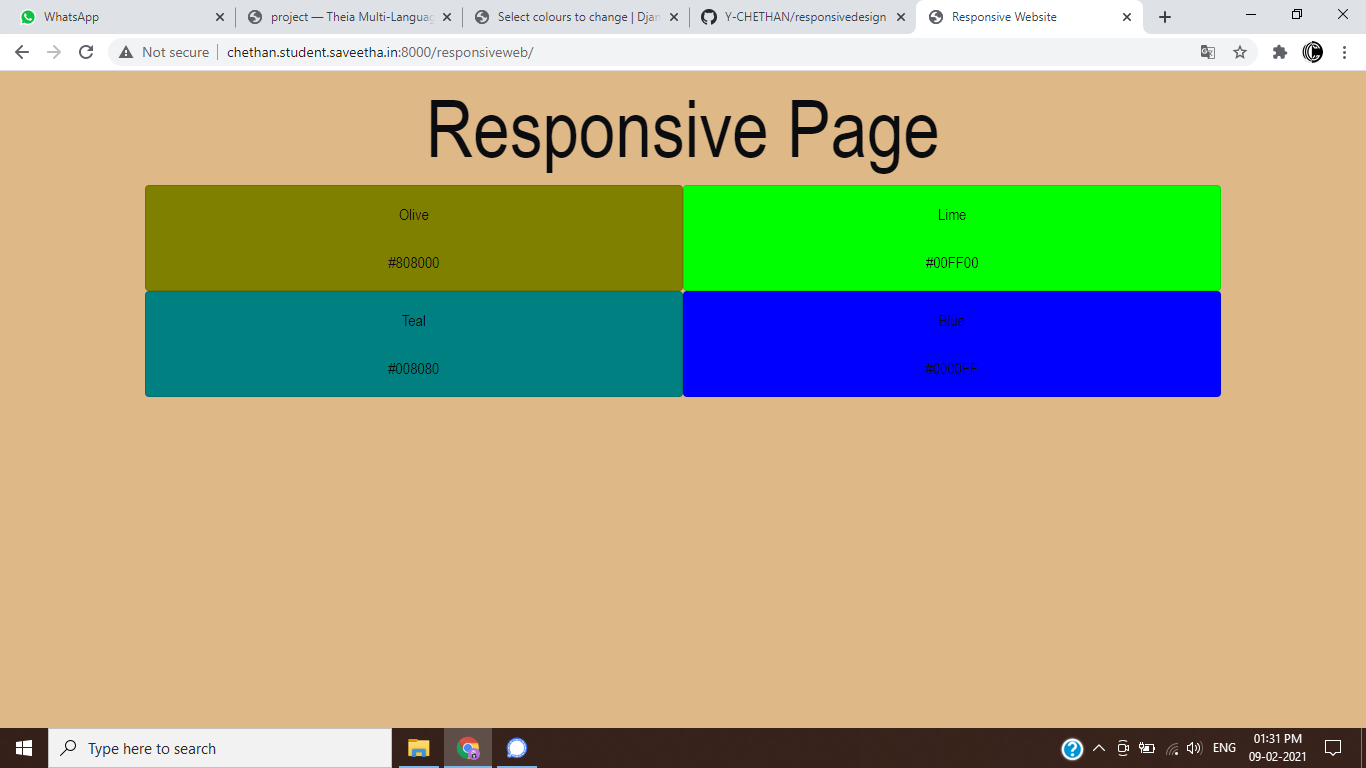 WhatsApp
project — Theia Multi-Languag
Select colours to change | Djan
Y-CHETHAN/responsivedesign
Responsive Website
Not secure
chethan.student.saveetha.in:8000/responsiveweb/
Responsive Page
Olive
#808000
Lime
#00FF00
Teal
#008080
Blue
#0000FF
Type here to search
ENG
01:31 PM
09-02-2021